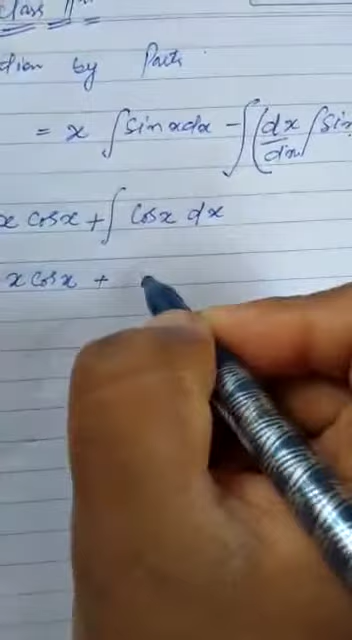 class
by Parts
= x ∫ sin x dx - ∫ (dx/dx ∫ sin
x cos x + ∫ cos x dx
x cos x +